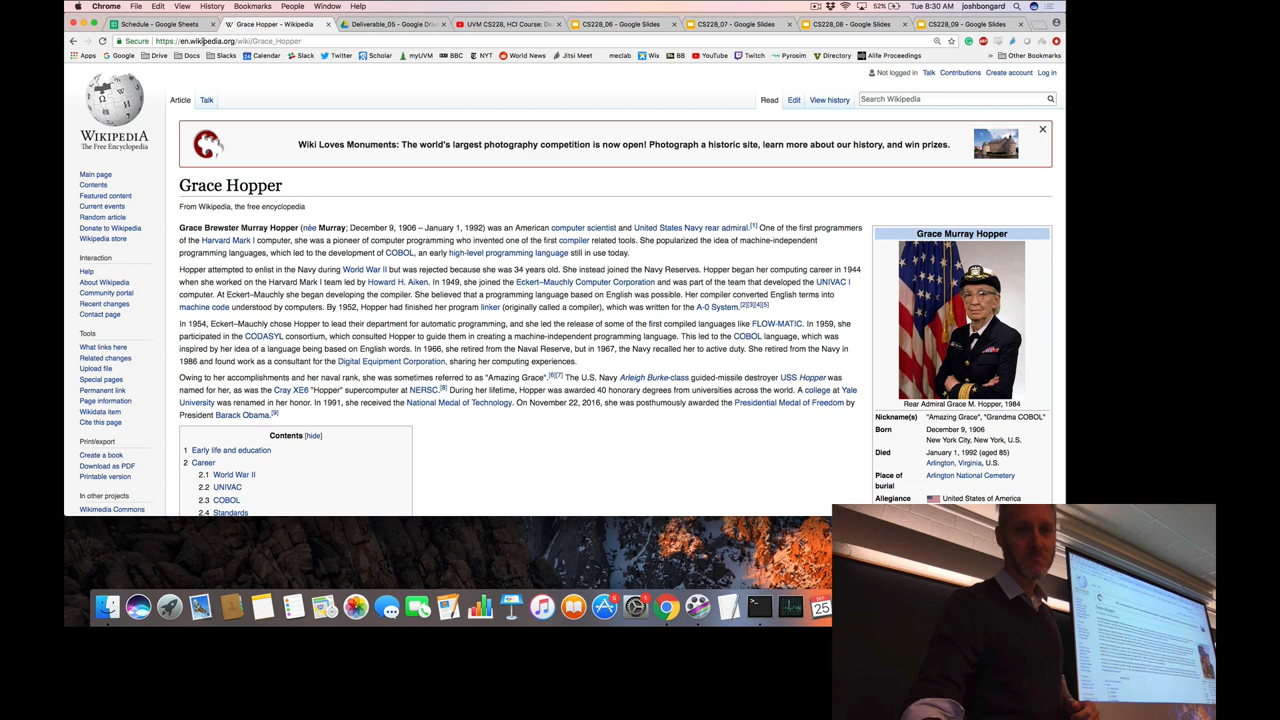 Chrome File Edit View History Bookmarks People Window Help 52% Tue 8:30 AM joshbongard
Schedule - Google Sheets Grace Hopper - Wikipedia Deliverable_05 - Google Dri UVM CS228, HCI Course: De CS228_06 - Google Slides CS228_07 - Google Slides CS228_08 - Google Slides CS228_09 - Google Slides
Secure https://en.wikipedia.org/wiki/Grace_Hopper
Apps Google Drive Docs Slacks Calendar Twitter Scholar myUVM BBC NYT World News Jitsi Meet meclab Wix BB YouTube Twitch Pyrosim Directory Alife Proceedings » Other Bookmarks
Not logged in Talk Contributions Create account Log in
Article Talk Read Edit View history Search Wikipedia
WIKIPEDIA
The Free Encyclopedia
Main page
Contents
Featured content
Current events
Random article
Donate to Wikipedia
Wikipedia store
Interaction
Help
About Wikipedia
Community portal
Recent changes
Contact page
Tools
What links here
Related changes
Upload file
Special pages
Permanent link
Page information
Wikidata item
Cite this page
Print/export
Create a book
Download as PDF
Printable version
In other projects
Wikimedia Commons
Wiki Loves Monuments: The world's largest photography competition is now open! Photograph a historic site, learn more about our history, and win prizes.
Grace Hopper
From Wikipedia, the free encyclopedia
Grace Brewster Murray Hopper (née Murray; December 9, 1906 – January 1, 1992) was an American computer scientist and United States Navy rear admiral.[1] One of the first programmers
of the Harvard Mark I computer, she was a pioneer of computer programming who invented one of the first compiler related tools. She popularized the idea of machine-independent
programming languages, which led to the development of COBOL, an early high-level programming language still in use today.
Hopper attempted to enlist in the Navy during World War II but was rejected because she was 34 years old. She instead joined the Navy Reserves. Hopper began her computing career in 1944
when she worked on the Harvard Mark I team led by Howard H. Aiken. In 1949, she joined the Eckert–Mauchly Computer Corporation and was part of the team that developed the UNIVAC I
computer. At Eckert–Mauchly she began developing the compiler. She believed that a programming language based on English was possible. Her compiler converted English terms into
machine code understood by computers. By 1952, Hopper had finished her program linker (originally called a compiler), which was written for the A-0 System.[2][3][4][5]
In 1954, Eckert–Mauchly chose Hopper to lead their department for automatic programming, and she led the release of some of the first compiled languages like FLOW-MATIC. In 1959, she
participated in the CODASYL consortium, which consulted Hopper to guide them in creating a machine-independent programming language. This led to the COBOL language, which was
inspired by her idea of a language being based on English words. In 1966, she retired from the Naval Reserve, but in 1967, the Navy recalled her to active duty. She retired from the Navy in
1986 and found work as a consultant for the Digital Equipment Corporation, sharing her computing experiences.
Owing to her accomplishments and her naval rank, she was sometimes referred to as "Amazing Grace".[6][7] The U.S. Navy Arleigh Burke-class guided-missile destroyer USS Hopper was
named for her, as was the Cray XE6 "Hopper" supercomputer at NERSC.[8] During her lifetime, Hopper was awarded 40 honorary degrees from universities across the world. A college at Yale
University was renamed in her honor. In 1991, she received the National Medal of Technology. On November 22, 2016, she was posthumously awarded the Presidential Medal of Freedom by
President Barack Obama.[9]
Contents [hide]
1 Early life and education
2 Career
2.1 World War II
2.2 UNIVAC
2.3 COBOL
2.4 Standards
Grace Murray Hopper
Rear Admiral Grace M. Hopper, 1984
Nickname(s) "Amazing Grace", "Grandma COBOL"
Born December 9, 1906
New York City, New York, U.S.
Died January 1, 1992 (aged 85)
Arlington, Virginia, U.S.
Place of burial Arlington National Cemetery
Allegiance United States of America
SEP
25